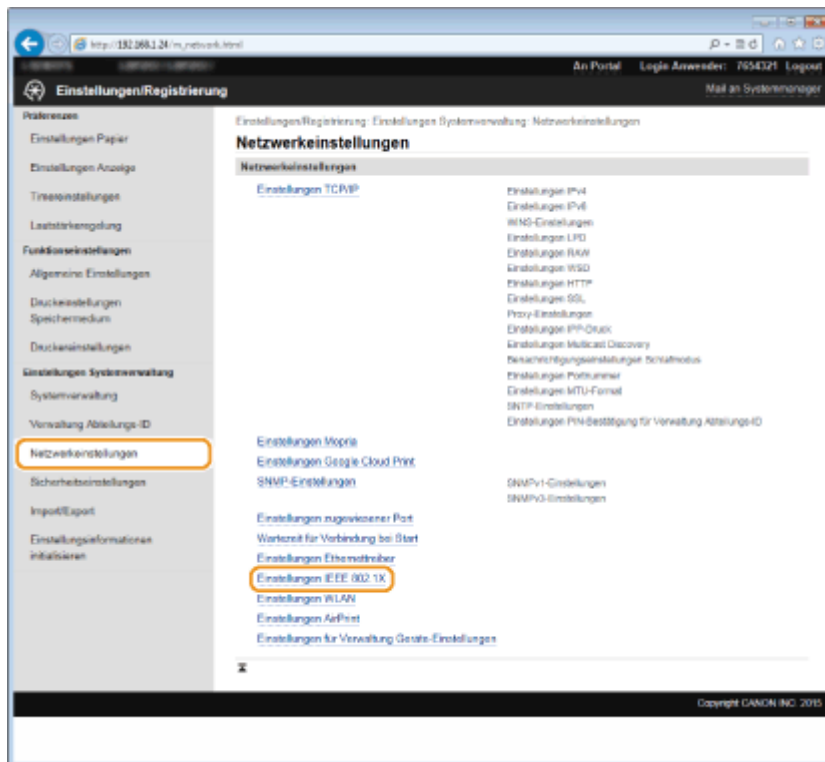 http://192.168.1.24/m_network.html
An Portal Login Anwender: 7654321 Logout
Einstellungen/Registrierung
Mail an Systemmanager
Präferenzen
Einstellungen Papier
Einstellungen Anzeige
Timereinstellungen
Lautstärkeregelung
Funktionseinstellungen
Allgemeine Einstellungen
Druckeinstellungen
Speichermedium
Druckereinstellungen
Einstellungen Systemverwaltung
Systemverwaltung
Verwaltung Abteilungs-ID
Netzwerkeinstellungen
Sicherheitseinstellungen
Import/Export
Einstellungsinformationen
initialisieren
Einstellungen/Registrierung: Einstellungen Systemverwaltung: Netzwerkeinstellungen
Netzwerkeinstellungen
Netzwerkeinstellungen
Einstellungen TCP/IP
Einstellungen IPv4
Einstellungen IPv6
WINS-Einstellungen
Einstellungen LPD
Einstellungen RAW
Einstellungen WSD
Einstellungen HTTP
Einstellungen SSL
Proxy-Einstellungen
Einstellungen IPP-Druck
Einstellungen Multicast Discovery
Benachrichtigungseinstellungen Schlafmodus
Einstellungen Portnummer
Einstellungen MTU-Format
SNTP-Einstellungen
Einstellungen PIN-Bestätigung für Verwaltung Abteilungs-ID
Einstellungen Mopria
Einstellungen Google Cloud Print
SNMP-Einstellungen
SNMPv1-Einstellungen
SNMPv3-Einstellungen
Einstellungen zugewiesener Port
Wartezeit für Verbindung bei Start
Einstellungen Ethernettreiber
Einstellungen IEEE 802.1X
Einstellungen WLAN
Einstellungen AirPrint
Einstellungen für Verwaltung Geräte-Einstellungen
Copyright CANON INC. 2015